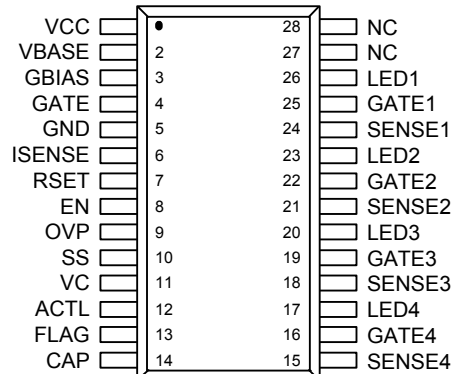 VCC 28 NC
VBASE 2 27 NC
GBIAS 3 26 LED1
GATE 4 25 GATE1
GND 5 24 SENSE1
ISENSE 6 23 LED2
RSET 7 22 GATE2
EN 8 21 SENSE2
OVP 9 20 LED3
SS 10 19 GATE3
VC 11 18 SENSE3
ACTL 12 17 LED4
FLAG 13 16 GATE4
CAP 14 15 SENSE4